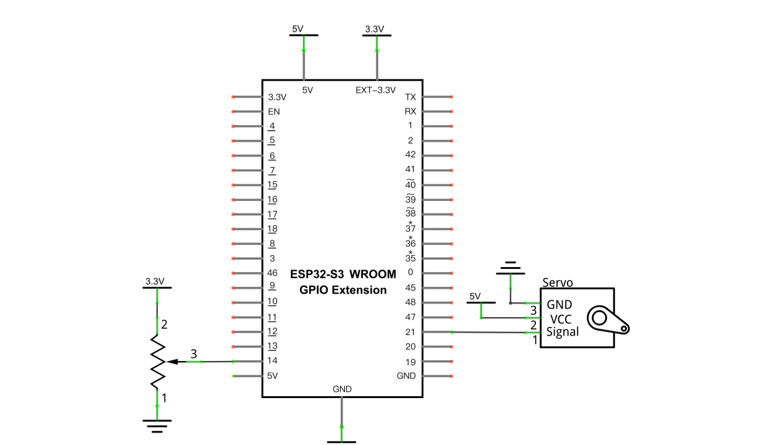 5V
3.3V
5V
EXT-3.3V
3.3V
TX
EN
RX
4
1
5
2
6
42
7
41
15
40
16
39
17
38
18
*
37
8
*
36
3
*
35
ESP32-S3 WROOM
GPIO Extension
46
0
9
45
10
48
11
47
12
21
13
20
14
19
5V
GND
GND
3.3V
2
3
1
Servo
5V
GND
3
VCC
2
Signal
1